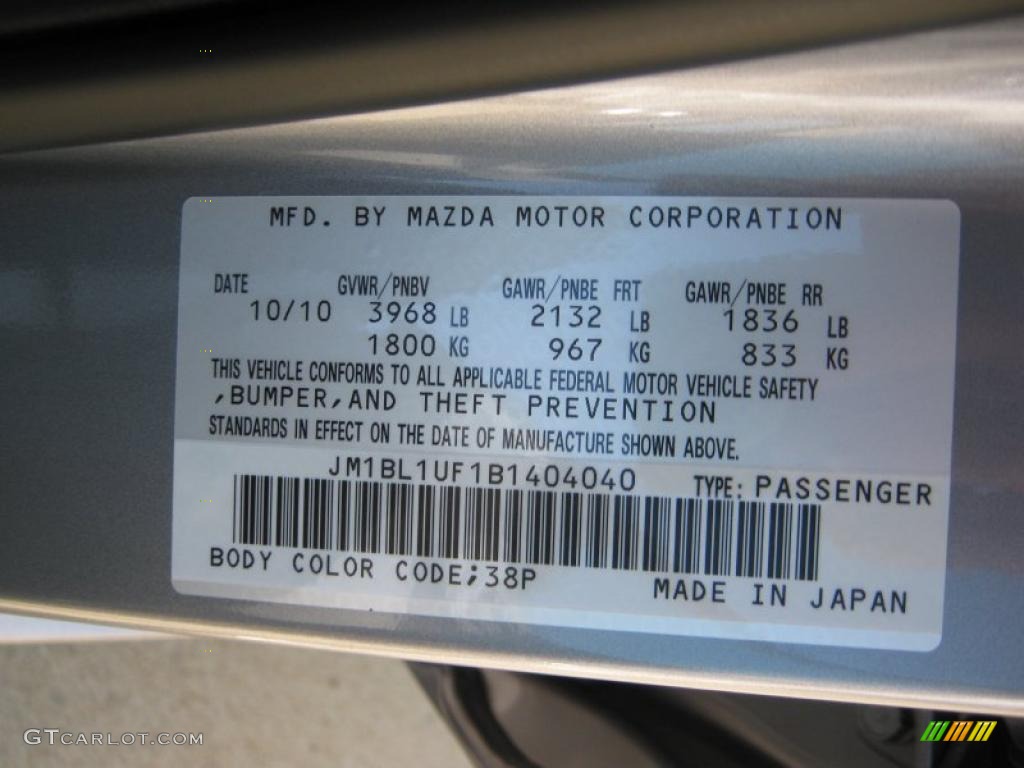 MFD. BY MAZDA MOTOR CORPORATION
DATE GVWR/PNBV GAWR/PNBE FRT GAWR/PNBE RR
10/10 3968 LB 2132 LB 1836 LB
1800 KG 967 KG 833 KG
THIS VEHICLE CONFORMS TO ALL APPLICABLE FEDERAL MOTOR VEHICLE SAFETY
,BUMPER,AND THEFT PREVENTION
STANDARDS IN EFFECT ON THE DATE OF MANUFACTURE SHOWN ABOVE.
JM1BL1UF1B1404040 TYPE: PASSENGER
BODY COLOR CODE;38P MADE IN JAPAN
GTCARLOT.COM